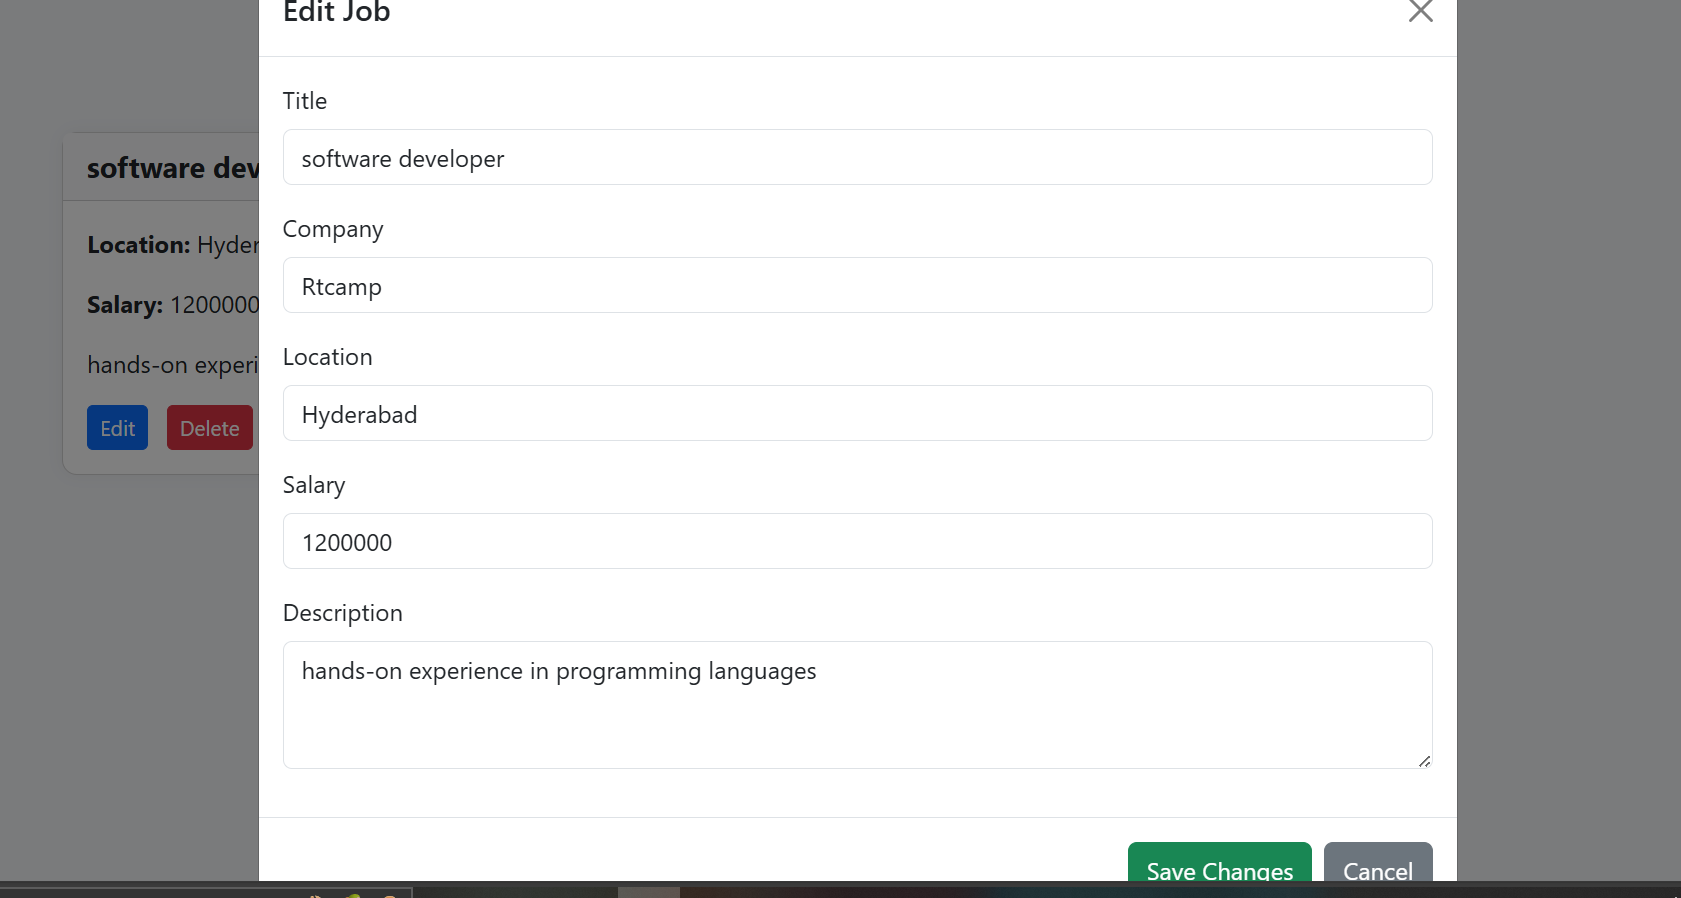 Edit Job
Title
software developer
Company
Rtcamp
Location
Hyderabad
Salary
1200000
Description
hands-on experience in programming languages
Save Changes
Cancel
software dev
Location: Hyder
Salary: 1200000
hands-on experi
Edit
Delete